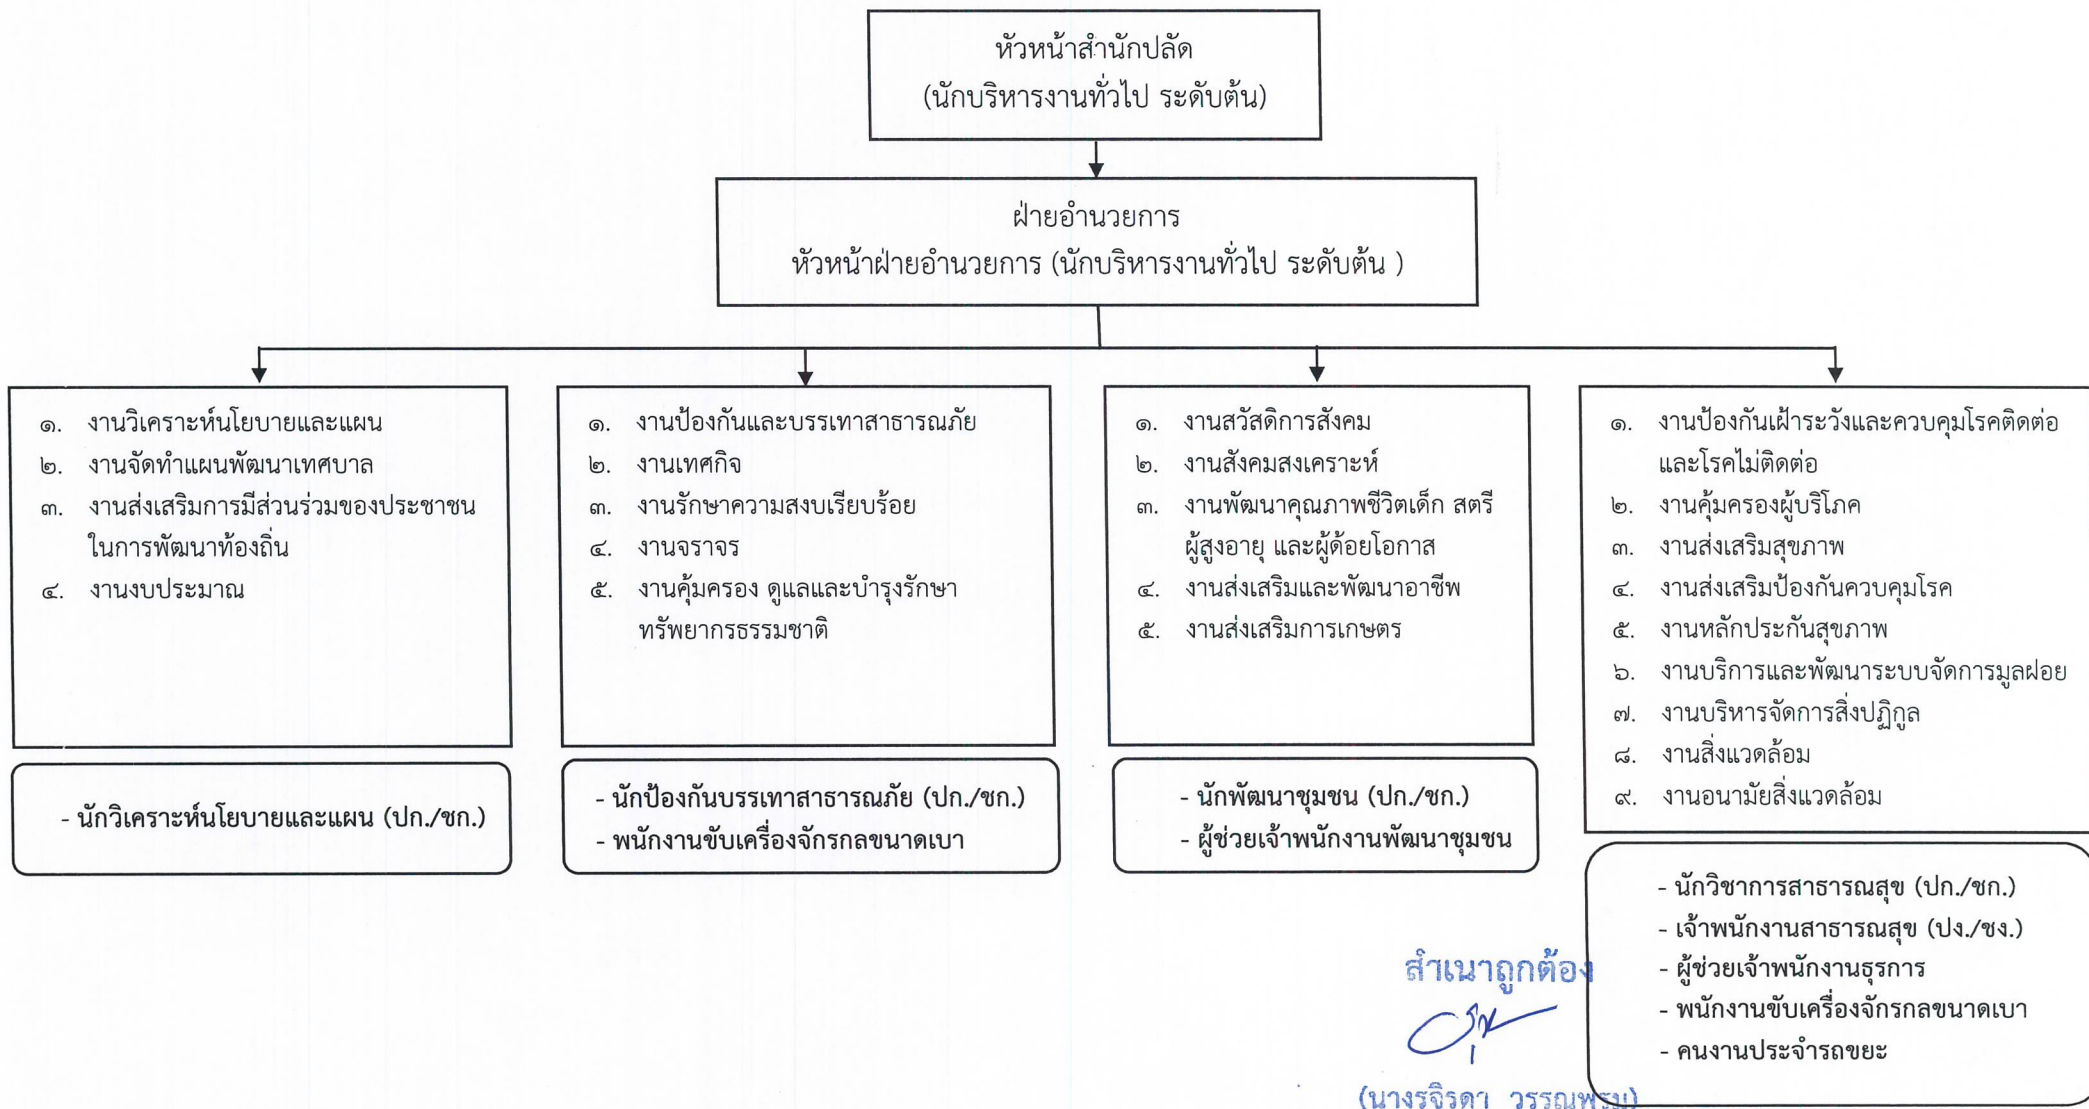 หัวหน้าสำนักปลัด
(นักบริหารงานทั่วไป ระดับต้น)
ฝ่ายอำนวยการ
หัวหน้าฝ่ายอำนวยการ (นักบริหารงานทั่วไป ระดับต้น )
๑. งานวิเคราะห์นโยบายและแผน
๒. งานจัดทำแผนพัฒนาเทศบาล
๓. งานส่งเสริมการมีส่วนร่วมของประชาชน
ในการพัฒนาท้องถิ่น
๔. งานงบประมาณ
- นักวิเคราะห์นโยบายและแผน (ปก./ชก.)
๑. งานป้องกันและบรรเทาสาธารณภัย
๒. งานเทศกิจ
๓. งานรักษาความสงบเรียบร้อย
๔. งานจราจร
๕. งานคุ้มครอง ดูแลและบำรุงรักษา
ทรัพยากรธรรมชาติ
- นักป้องกันบรรเทาสาธารณภัย (ปก./ชก.)
- พนักงานขับเครื่องจักรกลขนาดเบา
๑. งานสวัสดิการสังคม
๒. งานสังคมสงเคราะห์
๓. งานพัฒนาคุณภาพชีวิตเด็ก สตรี
ผู้สูงอายุ และผู้ด้อยโอกาส
๔. งานส่งเสริมและพัฒนาอาชีพ
๕. งานส่งเสริมการเกษตร
- นักพัฒนาชุมชน (ปก./ชก.)
- ผู้ช่วยเจ้าพนักงานพัฒนาชุมชน
๑. งานป้องกันเฝ้าระวังและควบคุมโรคติดต่อ
และโรคไม่ติดต่อ
๒. งานคุ้มครองผู้บริโภค
๓. งานส่งเสริมสุขภาพ
๔. งานส่งเสริมป้องกันควบคุมโรค
๕. งานหลักประกันสุขภาพ
๖. งานบริการและพัฒนาระบบจัดการมูลฝอย
๗. งานบริหารจัดการสิ่งปฏิกูล
๘. งานสิ่งแวดล้อม
๙. งานอนามัยสิ่งแวดล้อม
- นักวิชาการสาธารณสุข (ปก./ชก.)
- เจ้าพนักงานสาธารณสุข (ปง./ชง.)
- ผู้ช่วยเจ้าพนักงานธุรการ
- พนักงานขับเครื่องจักรกลขนาดเบา
- คนงานประจำรถขยะ
สำเนาถูกต้อง
(นางรุจิรดา วรรณพรม)